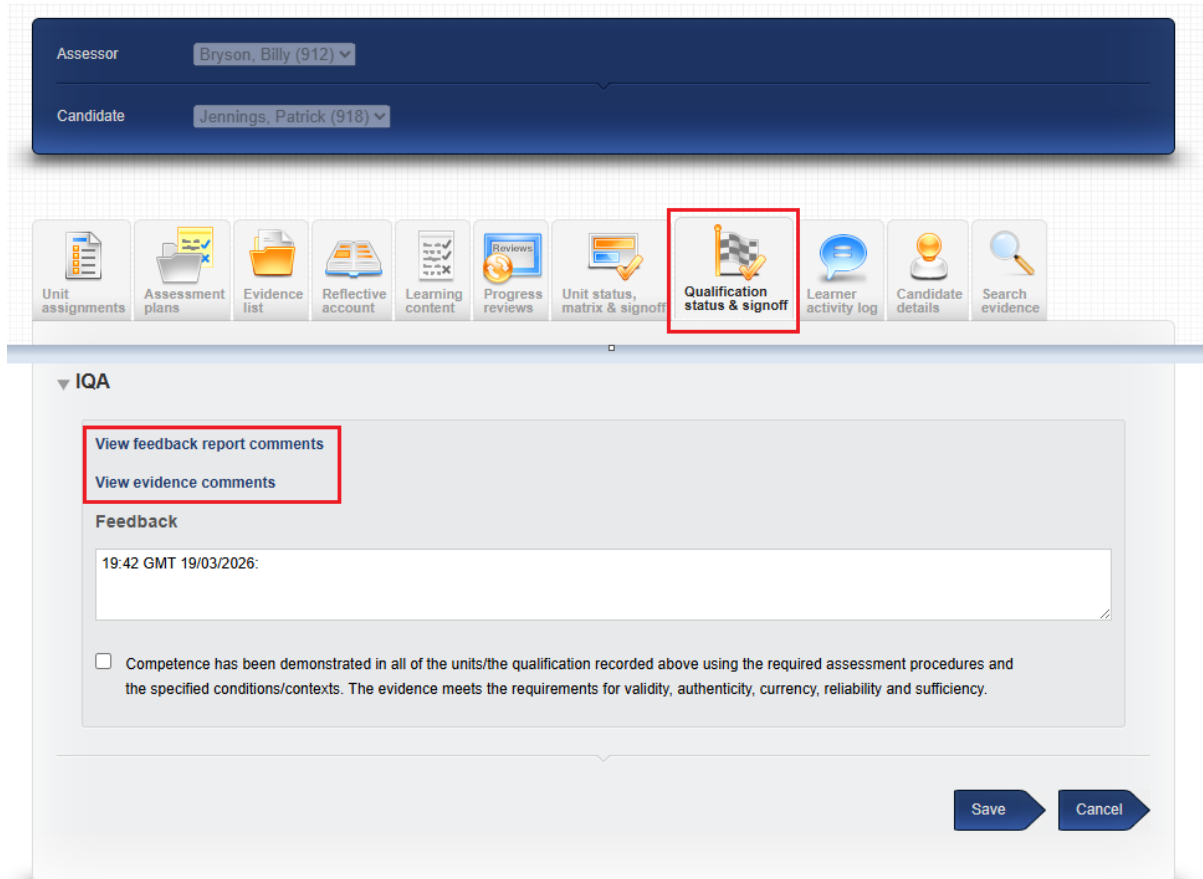 Assessor Bryson, Billy (912)
Candidate Jennings, Patrick (918)
Reviews
Unit assignments
Assessment plans
Evidence list
Reflective account
Learning content
Progress reviews
Unit status, matrix & signoff
Qualification status & signoff
Learner activity log
Candidate details
Search evidence
IQA
View feedback report comments
View evidence comments
Feedback
19:42 GMT 19/03/2026:
Competence has been demonstrated in all of the units/the qualification recorded above using the required assessment procedures and
the specified conditions/contexts. The evidence meets the requirements for validity, authenticity, currency, reliability and sufficiency.
Save Cancel